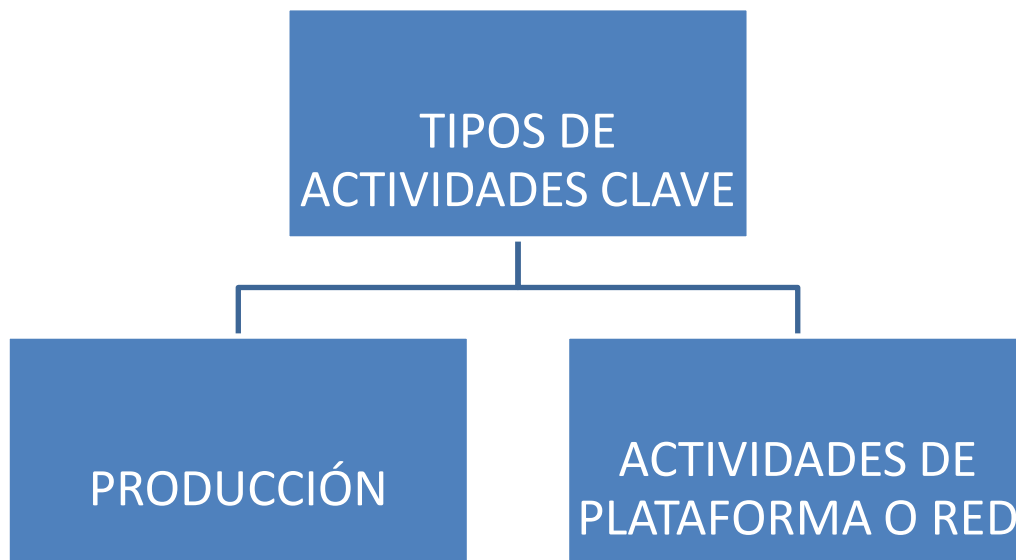 TIPOS DE
ACTIVIDADES CLAVE
PRODUCCIÓN
ACTIVIDADES DE
PLATAFORMA O RED